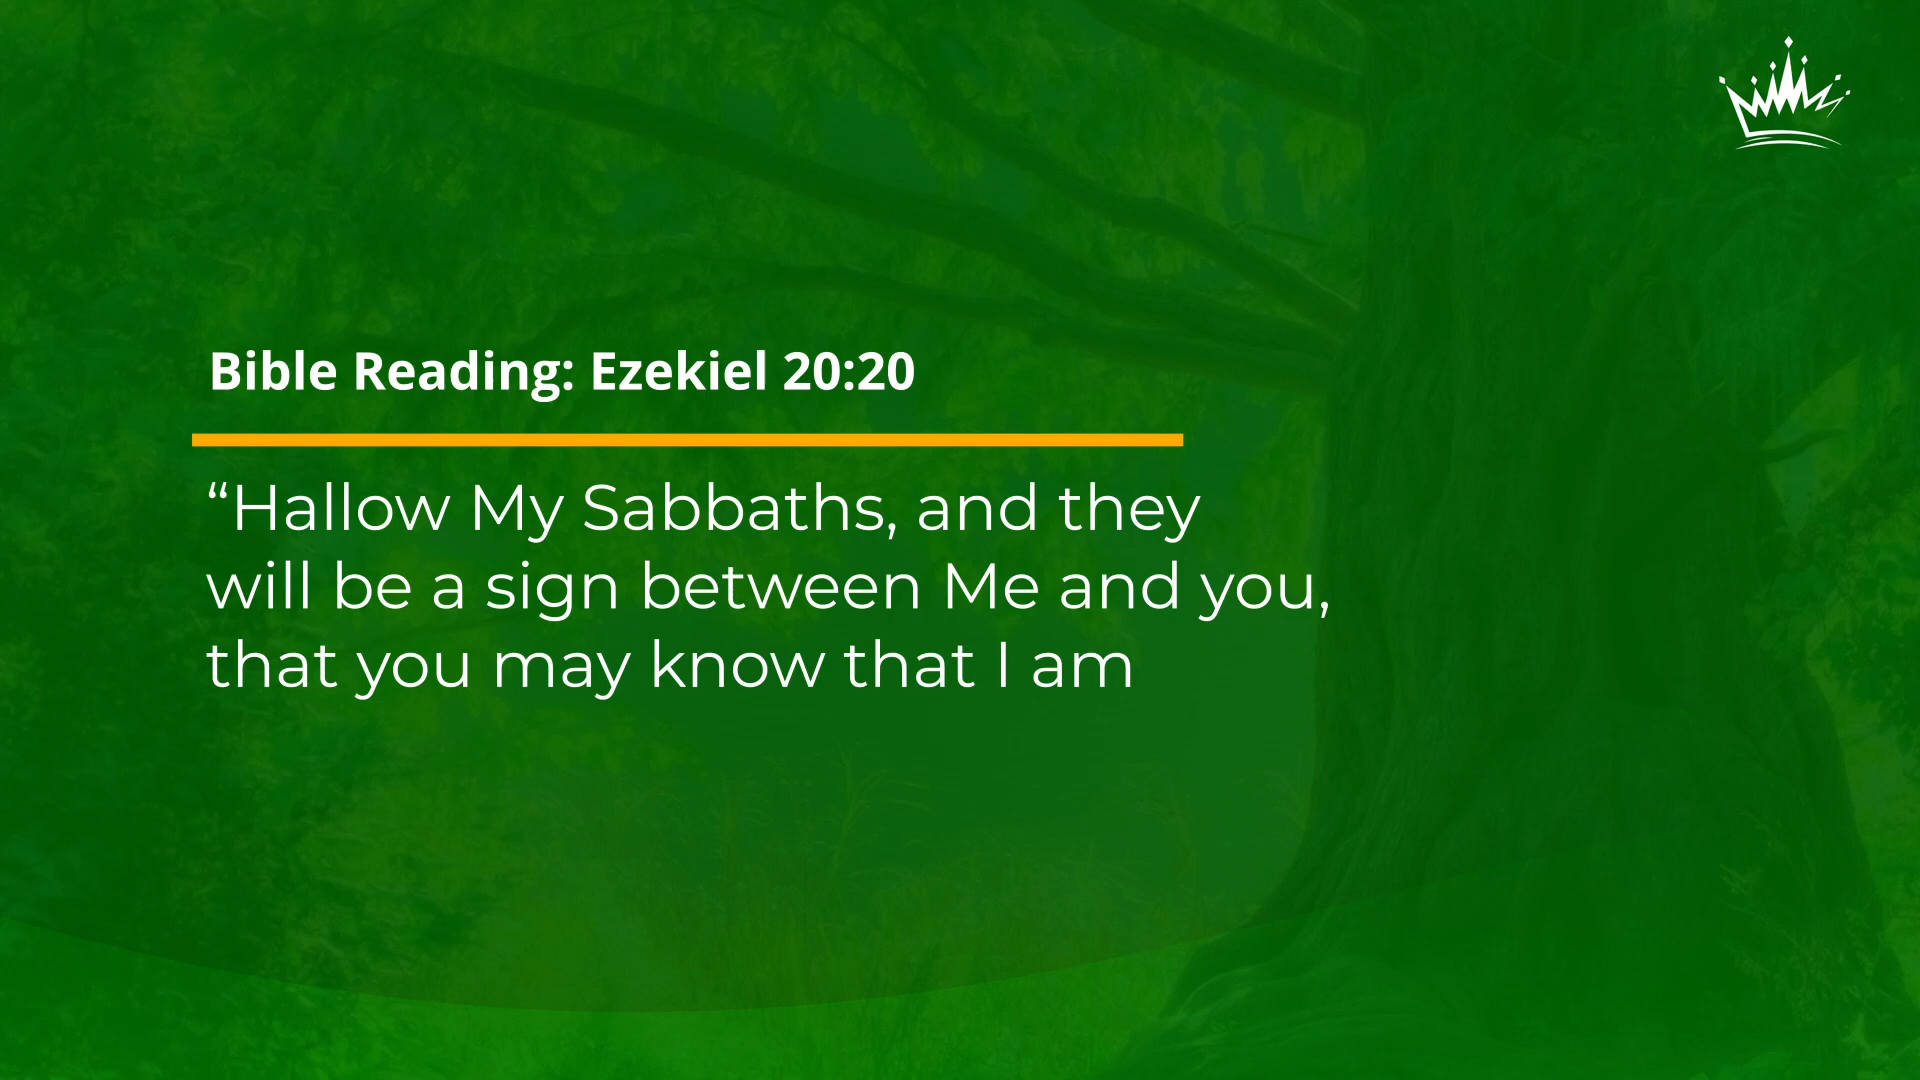 Bible Reading: Ezekiel 20:20
“Hallow My Sabbaths, and they
will be a sign between Me and you,
that you may know that I am